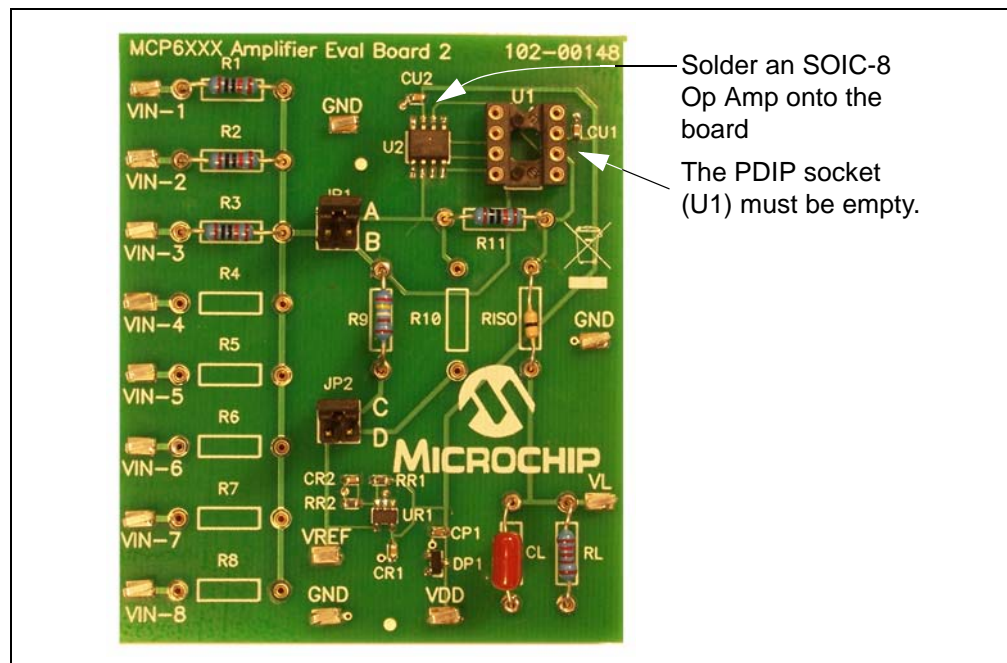 MCP6XXX Amplifier Eval Board 2
102-00148
R1
VIN-1
R2
VIN-2
R3
VIN-3
R4
VIN-4
R5
VIN-5
R6
VIN-6
R7
VIN-7
R8
VIN-8
CU2
GND
U1
CU1
U2
JP1
A
B
R11
R9
R10
RISO
GND
JP2
C
D
MICROCHIP
CR2
RR1
RR2
UR1
VREF
CR1
CP1
DP1
GND
VDD
VL
CL
RL
Solder an SOIC-8
Op Amp onto the
board
The PDIP socket
(U1) must be empty.